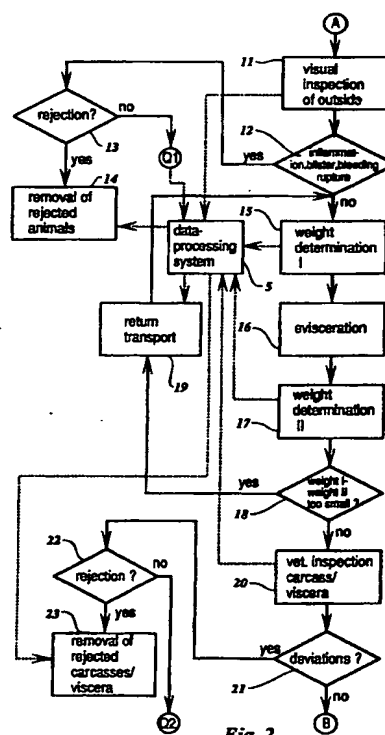 A
11
visual
inspection
of outside
rejection?
no
13
yes
Q1
12
yes
ion,blister,bleeding
rupture
no
14
removal of
rejected
animals
data-
processing
system
5
15
weight
determination
I
return
transport
19
16
evisceration
17
weight
determination
II
yes
weight I-
weight II
too small ?
18
no
22
rejection ?
no
yes
vet. inspection
carcass/
viscera
20
23
removal of
rejected
carcasses/
viscera
yes
deviations ?
21
no
Q2
Fig. 2
B